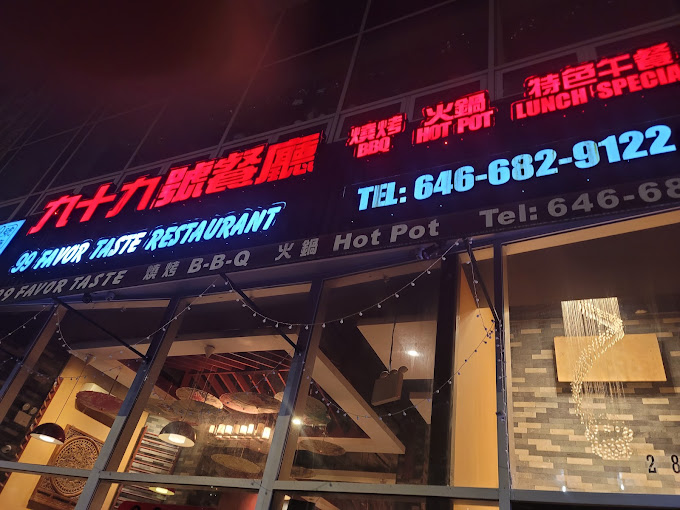 九十九號餐廳
99 FAVOR TASTE RESTAURANT
燒烤
BBQ
火鍋
HOT POT
特色午餐
LUNCH SPECIAL
TEL: 646-682-9122
99 FAVOR TASTE 燒烤 B-B-Q 火鍋 Hot Pot Tel: 646-68
28